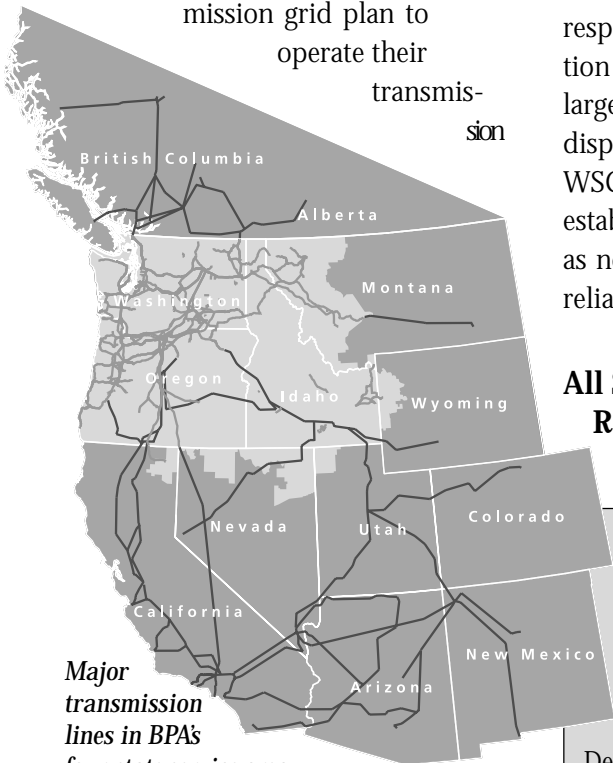 mission grid plan to
operate their
transmis-
sion
British Columbia
Alberta
Washington
Montana
Oregon
Idaho
Wyoming
Nevada
Utah
Colorado
California
Arizona
New Mexico
Major
transmission
lines in BPA's
resp
tion
large
disp
WSC
estab
as n
relia
All
R
De